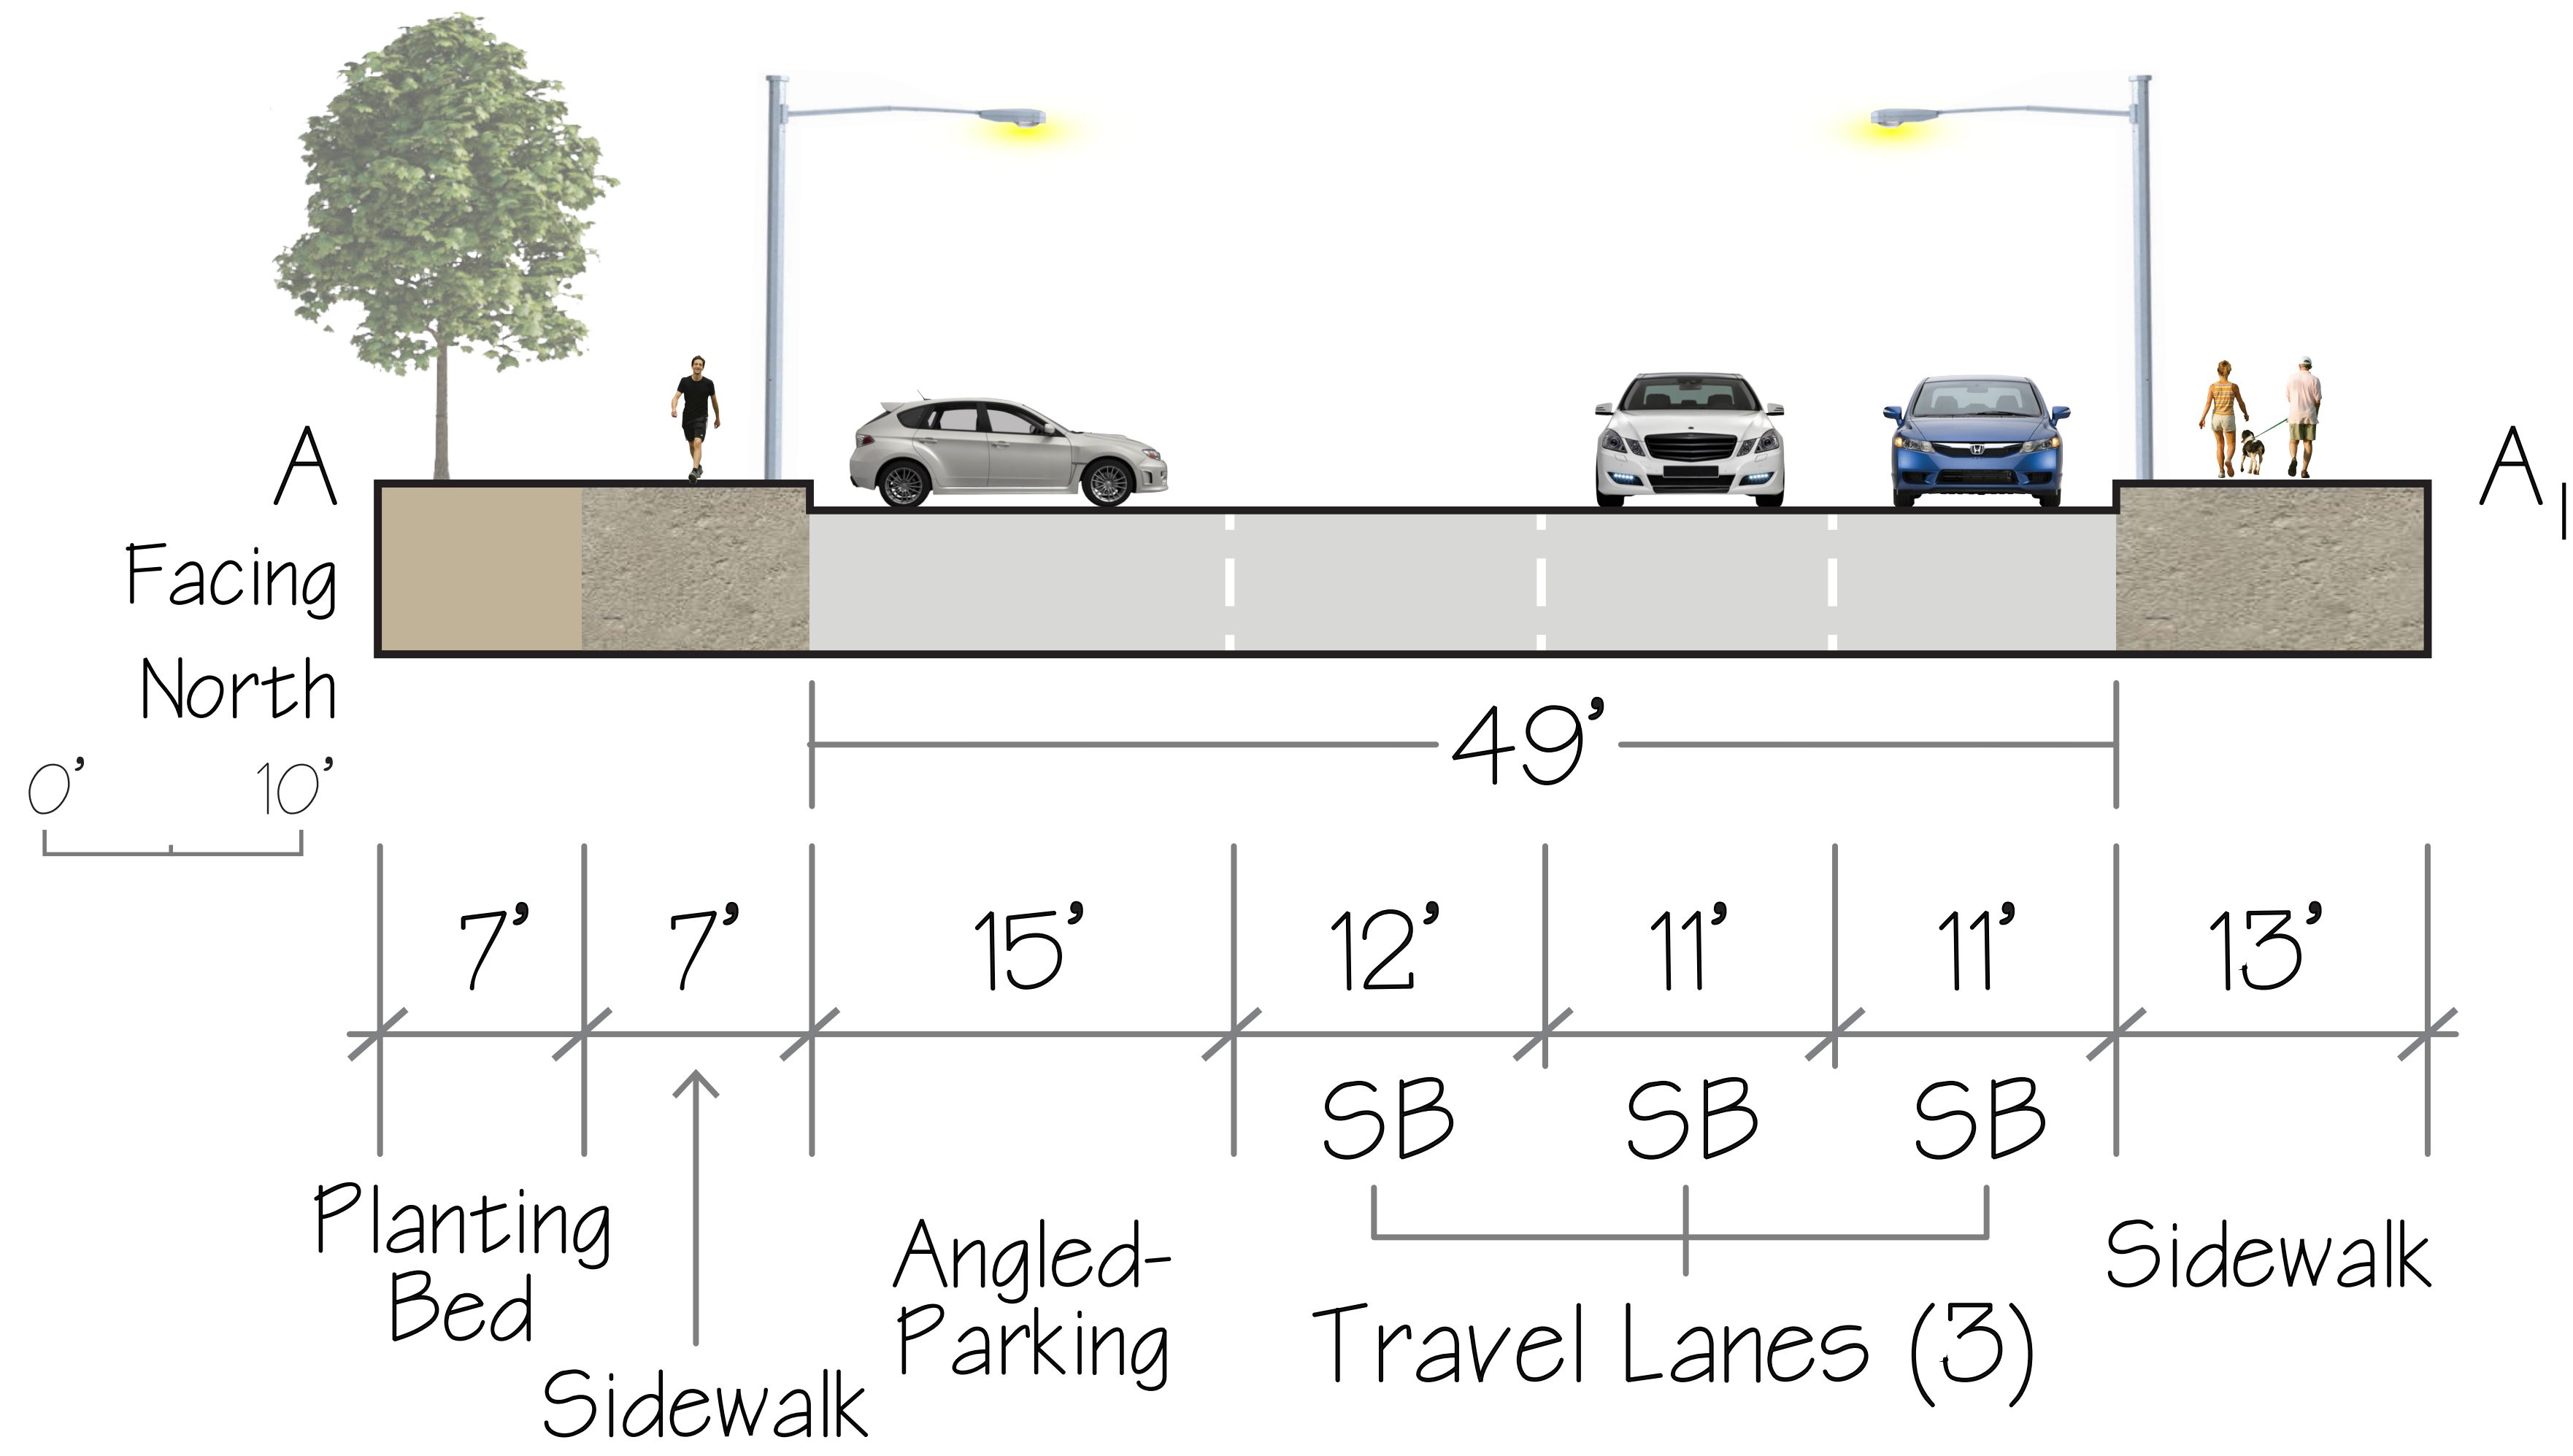 A
A1
Facing
North
0’ 10’
49’
7’ 7’ 15’ 12’ 11’ 11’ 13’
SB SB SB
Planting
Bed
Sidewalk
Angled-
Parking
Travel Lanes (3)
Sidewalk